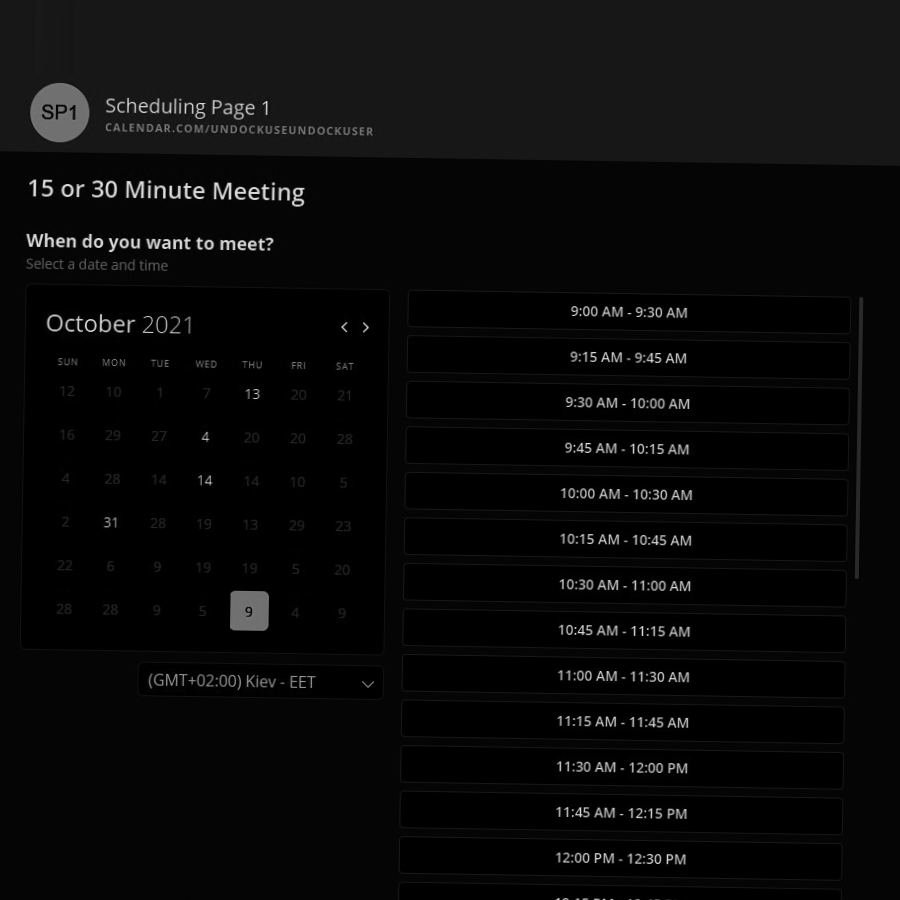 SP1
Scheduling Page 1
CALENDAR.COM/UNDOCKUSEUNDOCKUSER
15 or 30 Minute Meeting
When do you want to meet?
Select a date and time
October 2021
SUN MON TUE WED THU FRI SAT
12 10 1 7 13 20 21
16 29 27 4 20 20 28
4 28 14 14 14 10 5
2 31 28 19 13 29 23
22 6 9 19 19 5 20
28 28 9 5 9 4 9
(GMT+02:00) Kiev - EET
9:00 AM - 9:30 AM
9:15 AM - 9:45 AM
9:30 AM - 10:00 AM
9:45 AM - 10:15 AM
10:00 AM - 10:30 AM
10:15 AM - 10:45 AM
10:30 AM - 11:00 AM
10:45 AM - 11:15 AM
11:00 AM - 11:30 AM
11:15 AM - 11:45 AM
11:30 AM - 12:00 PM
11:45 AM - 12:15 PM
12:00 PM - 12:30 PM